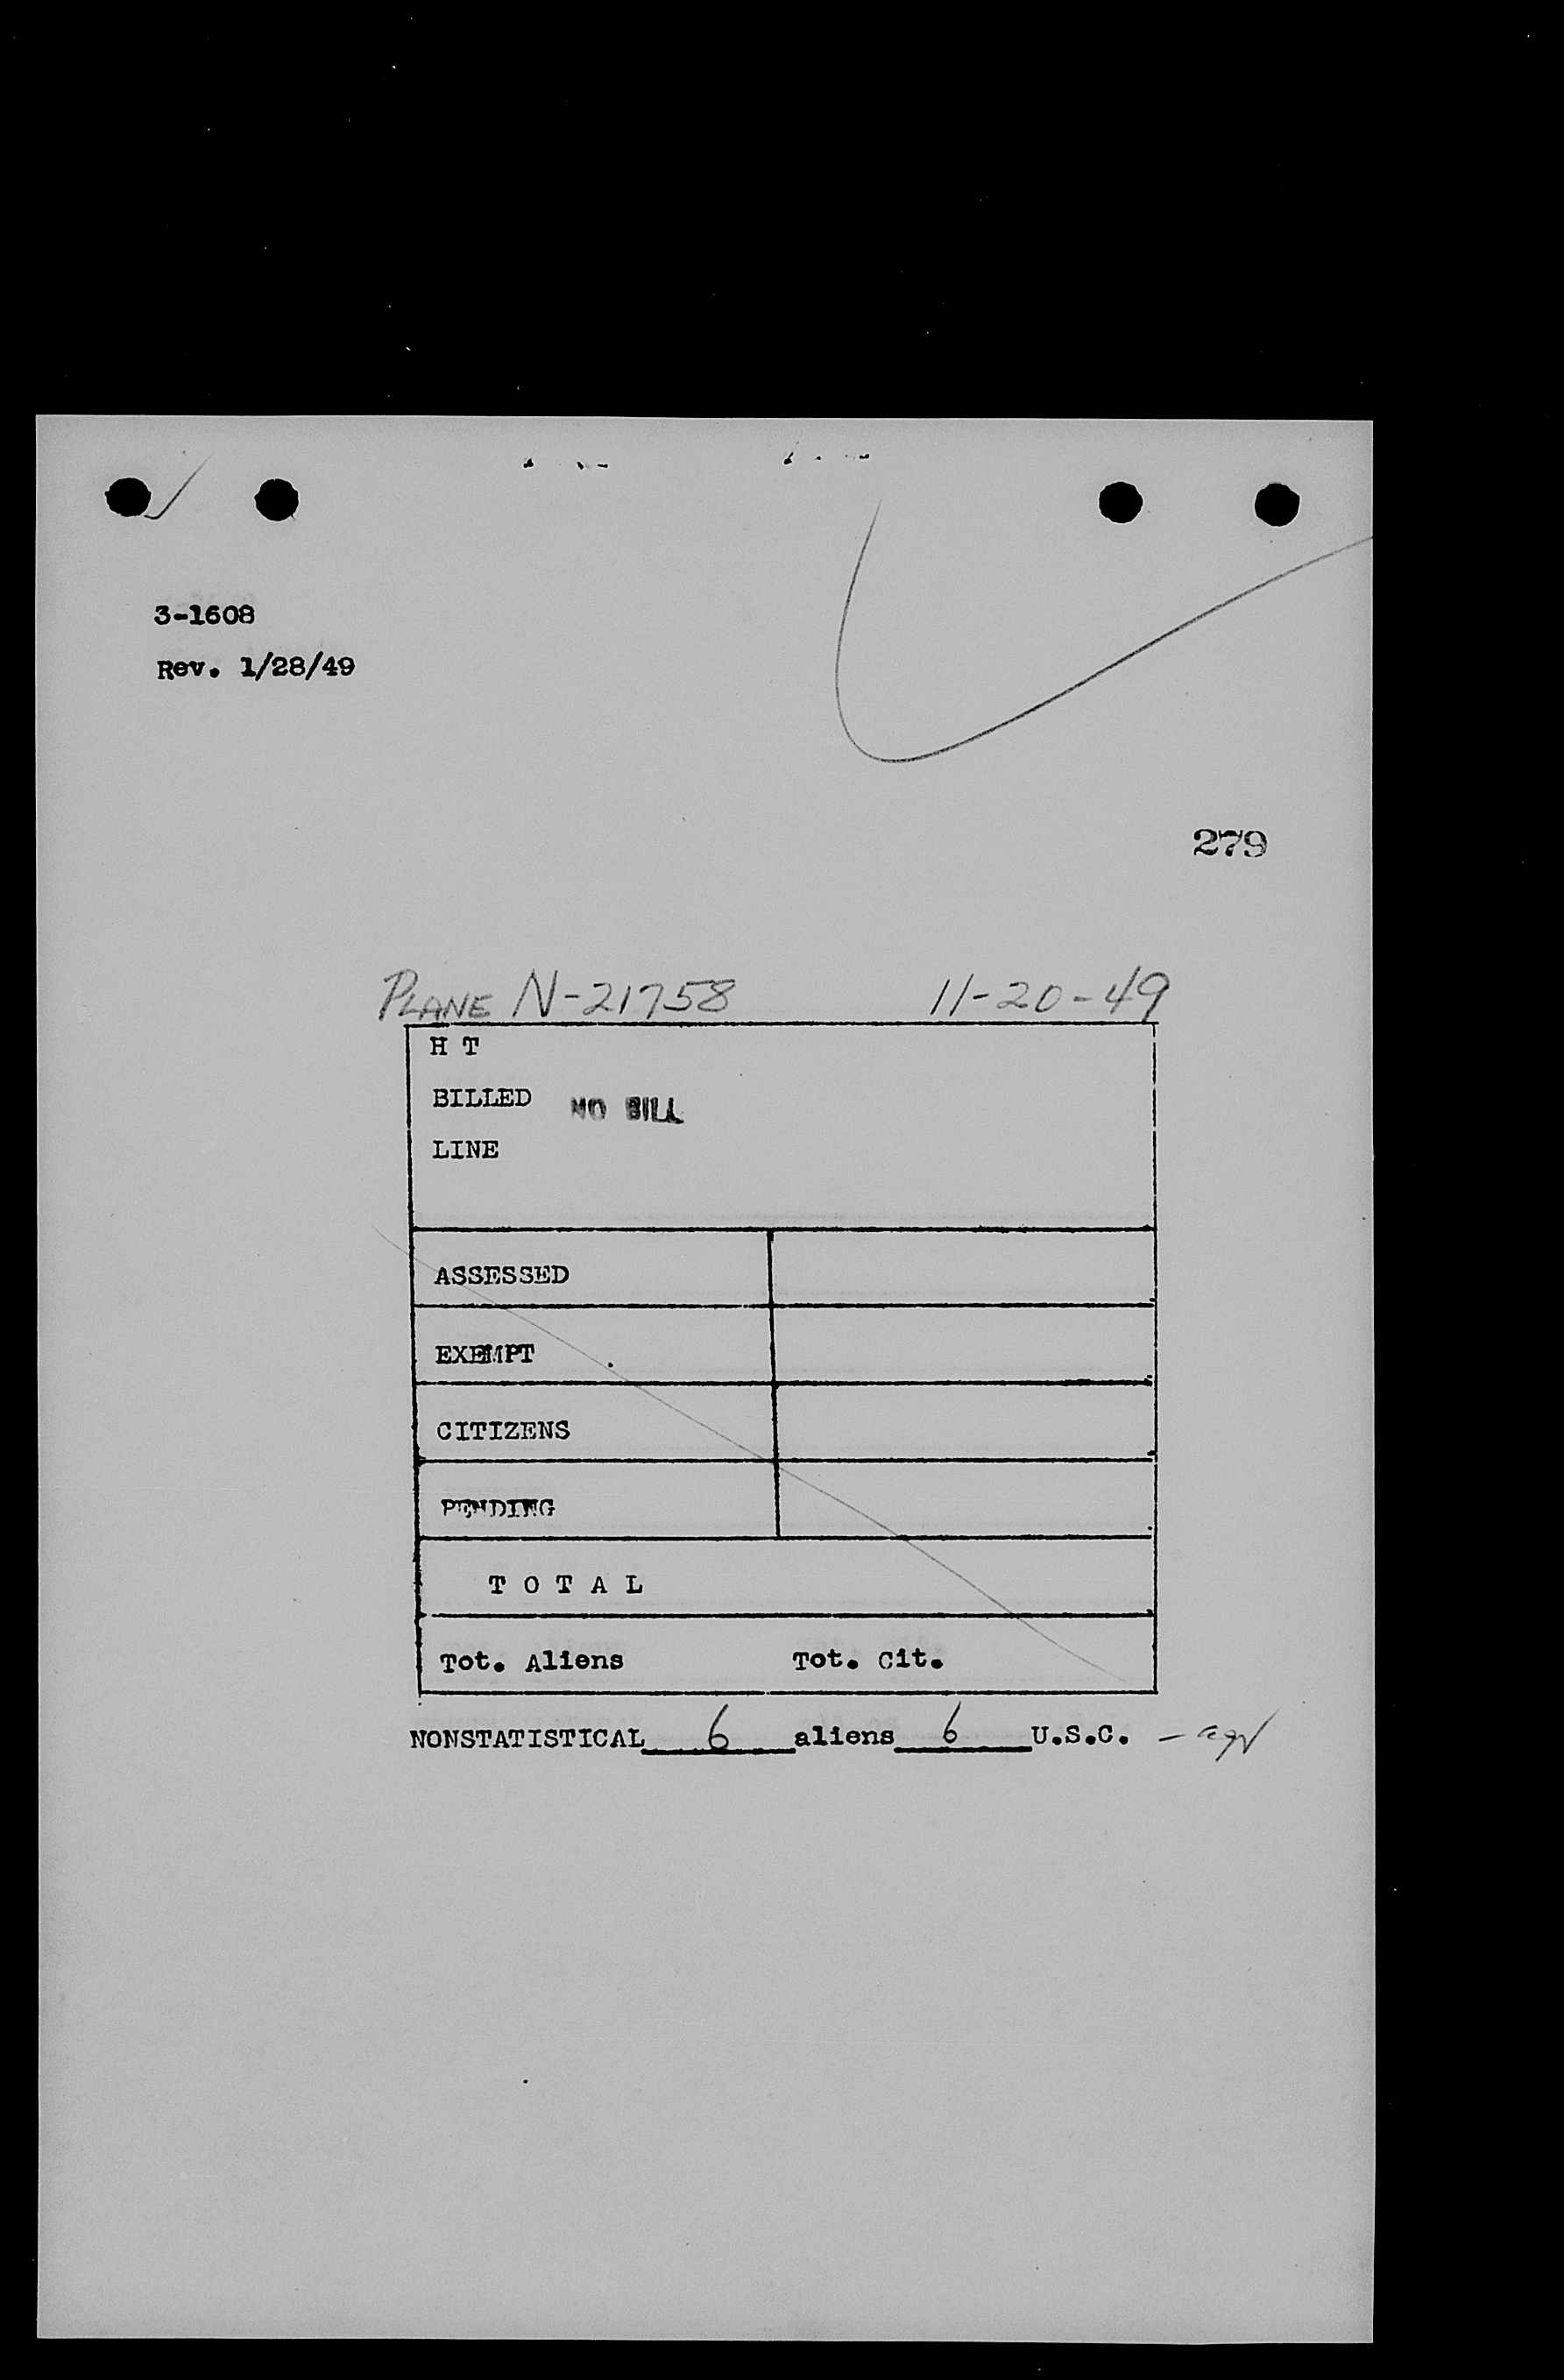 3-1608
Rev. 1/28/49
279
PLANE N-21758 11-20-49
H T
BILLED NO BILL
LINE
ASSESSED
EXEMPT
CITIZENS
PENDING
T O T A L
Tot. Aliens Tot. Cit.
NONSTATISTICAL 6 aliens 6 U.S.C. -